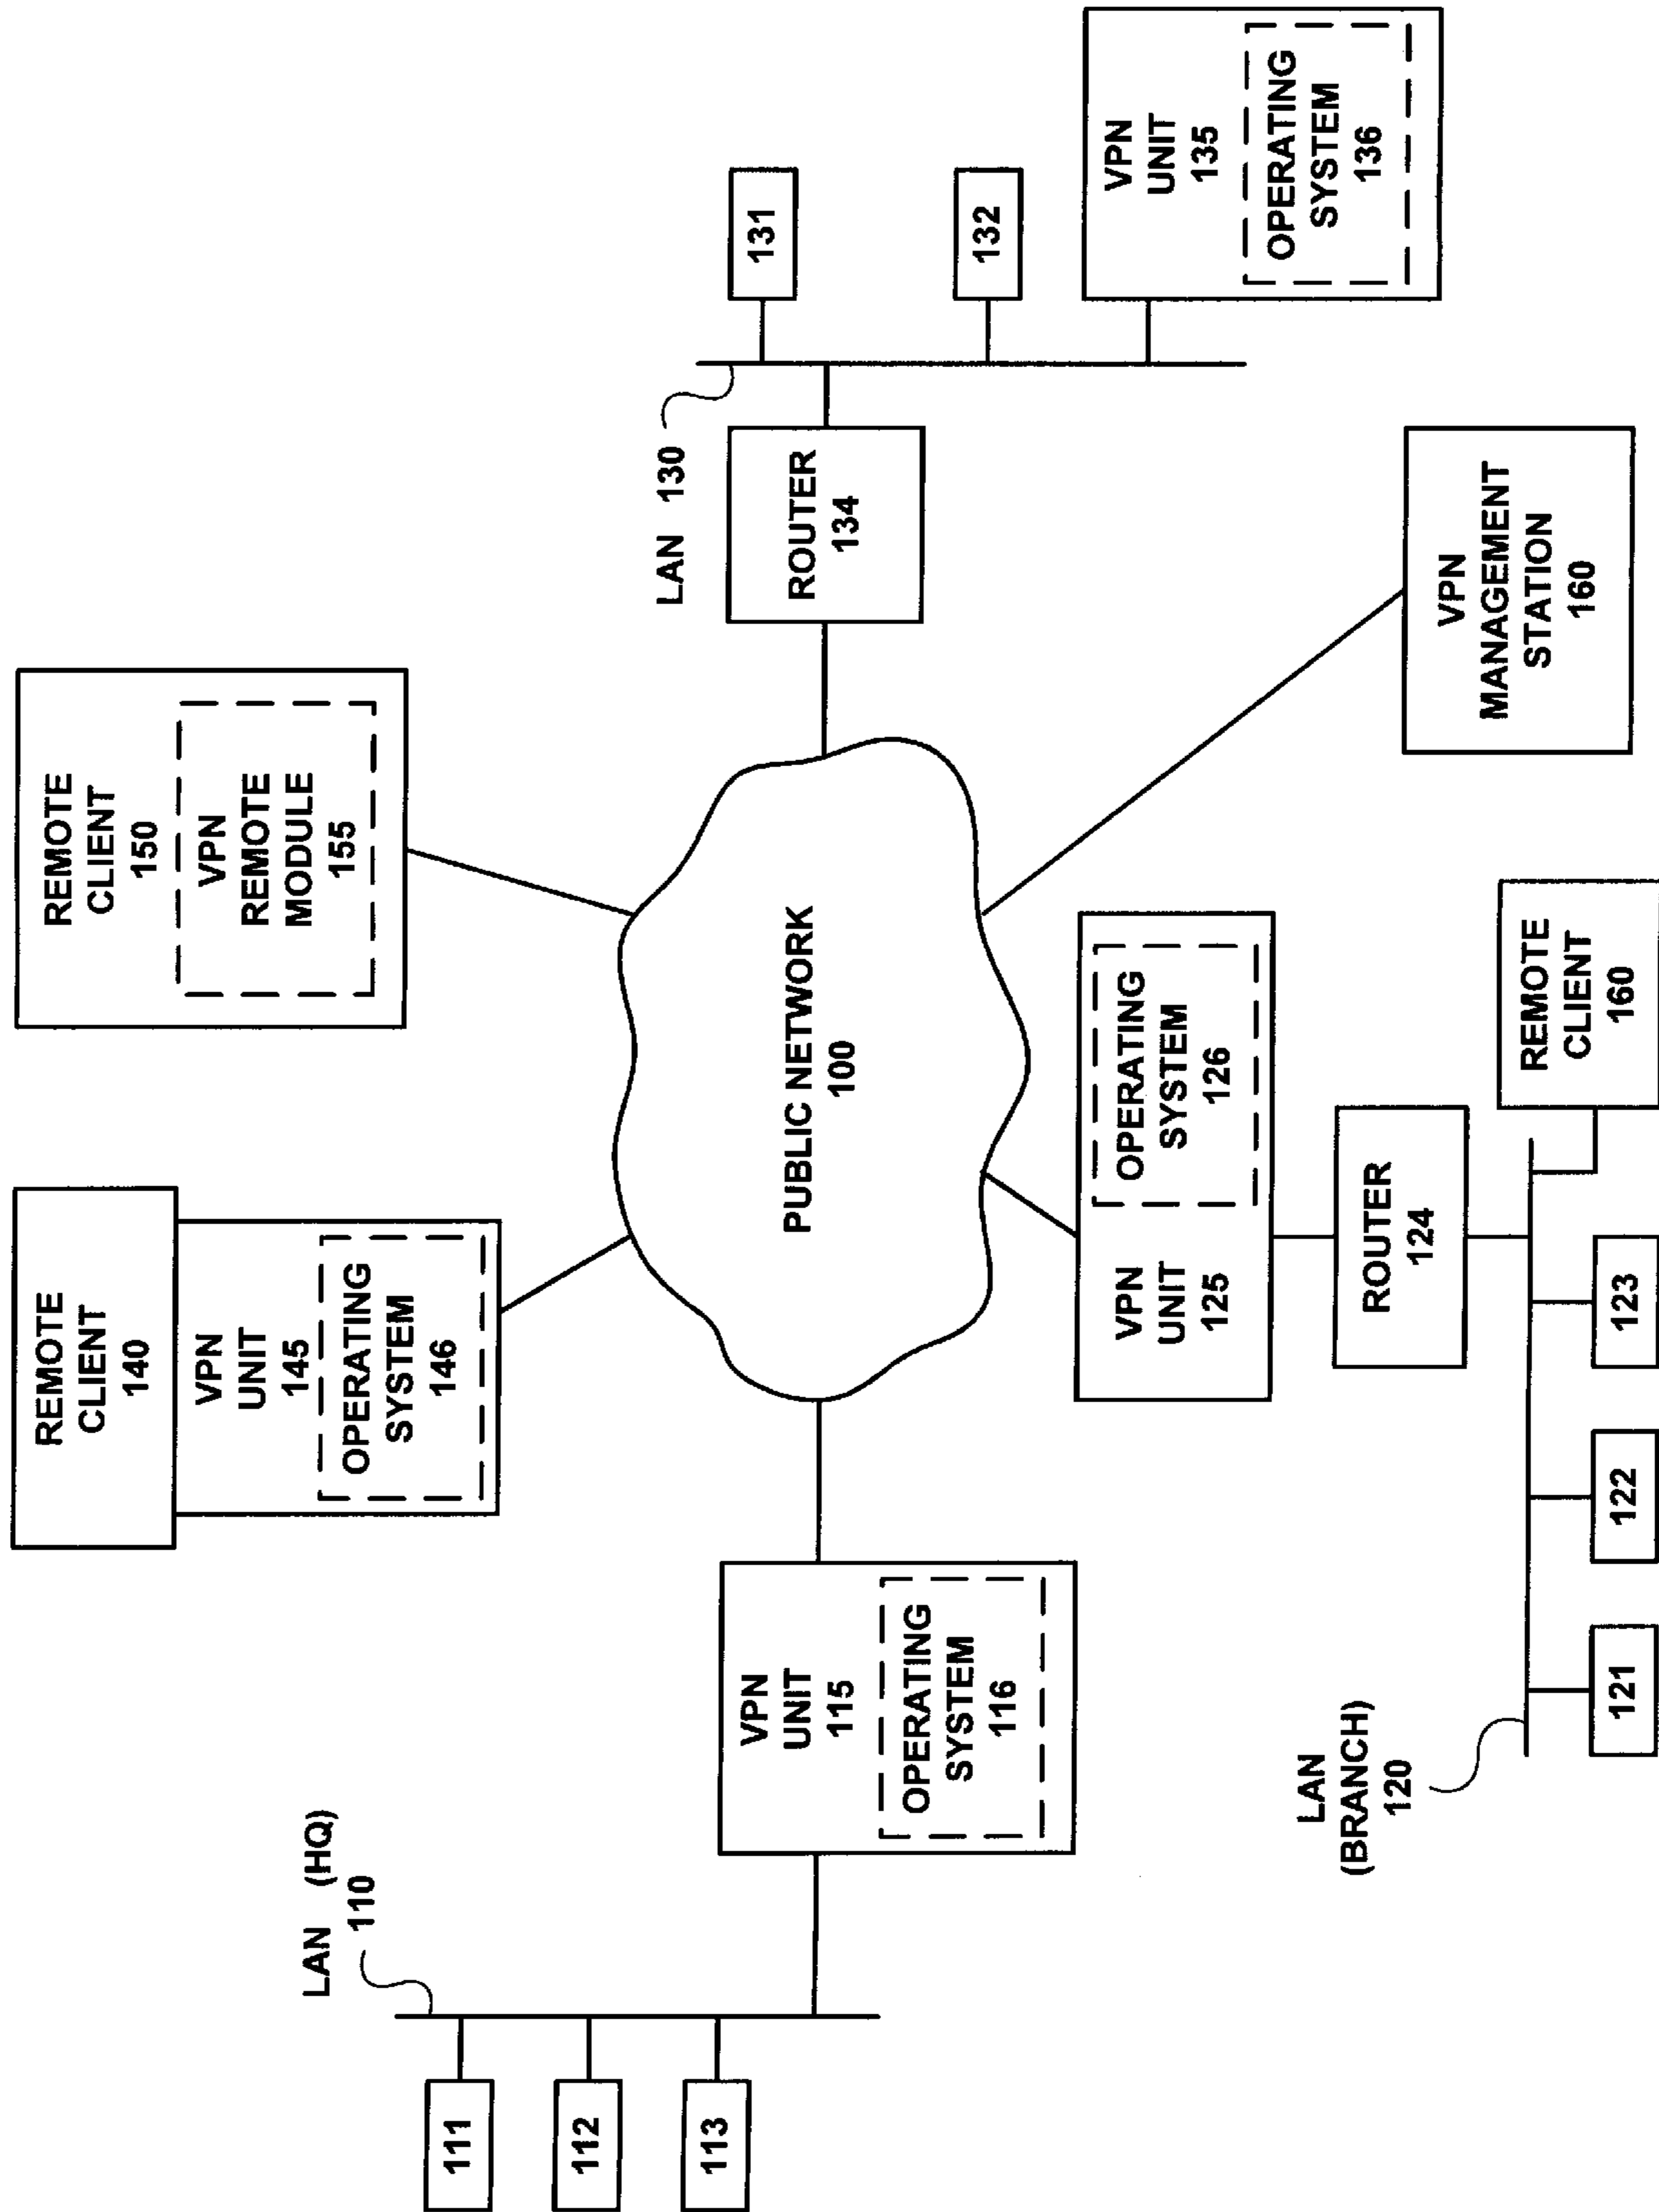 REMOTE
CLIENT
140
VPN
UNIT
145
OPERATING
SYSTEM
146
REMOTE
CLIENT
150
VPN
REMOTE
MODULE
155
LAN (HQ)
110
111
112
113
VPN
UNIT
115
OPERATING
SYSTEM
116
PUBLIC NETWORK
100
LAN 130
ROUTER
134
131
132
VPN
UNIT
135
OPERATING
SYSTEM
136
VPN
UNIT
125
OPERATING
SYSTEM
126
ROUTER
124
LAN
(BRANCH)
120
121
122
123
REMOTE
CLIENT
160
VPN
MANAGEMENT
STATION
160